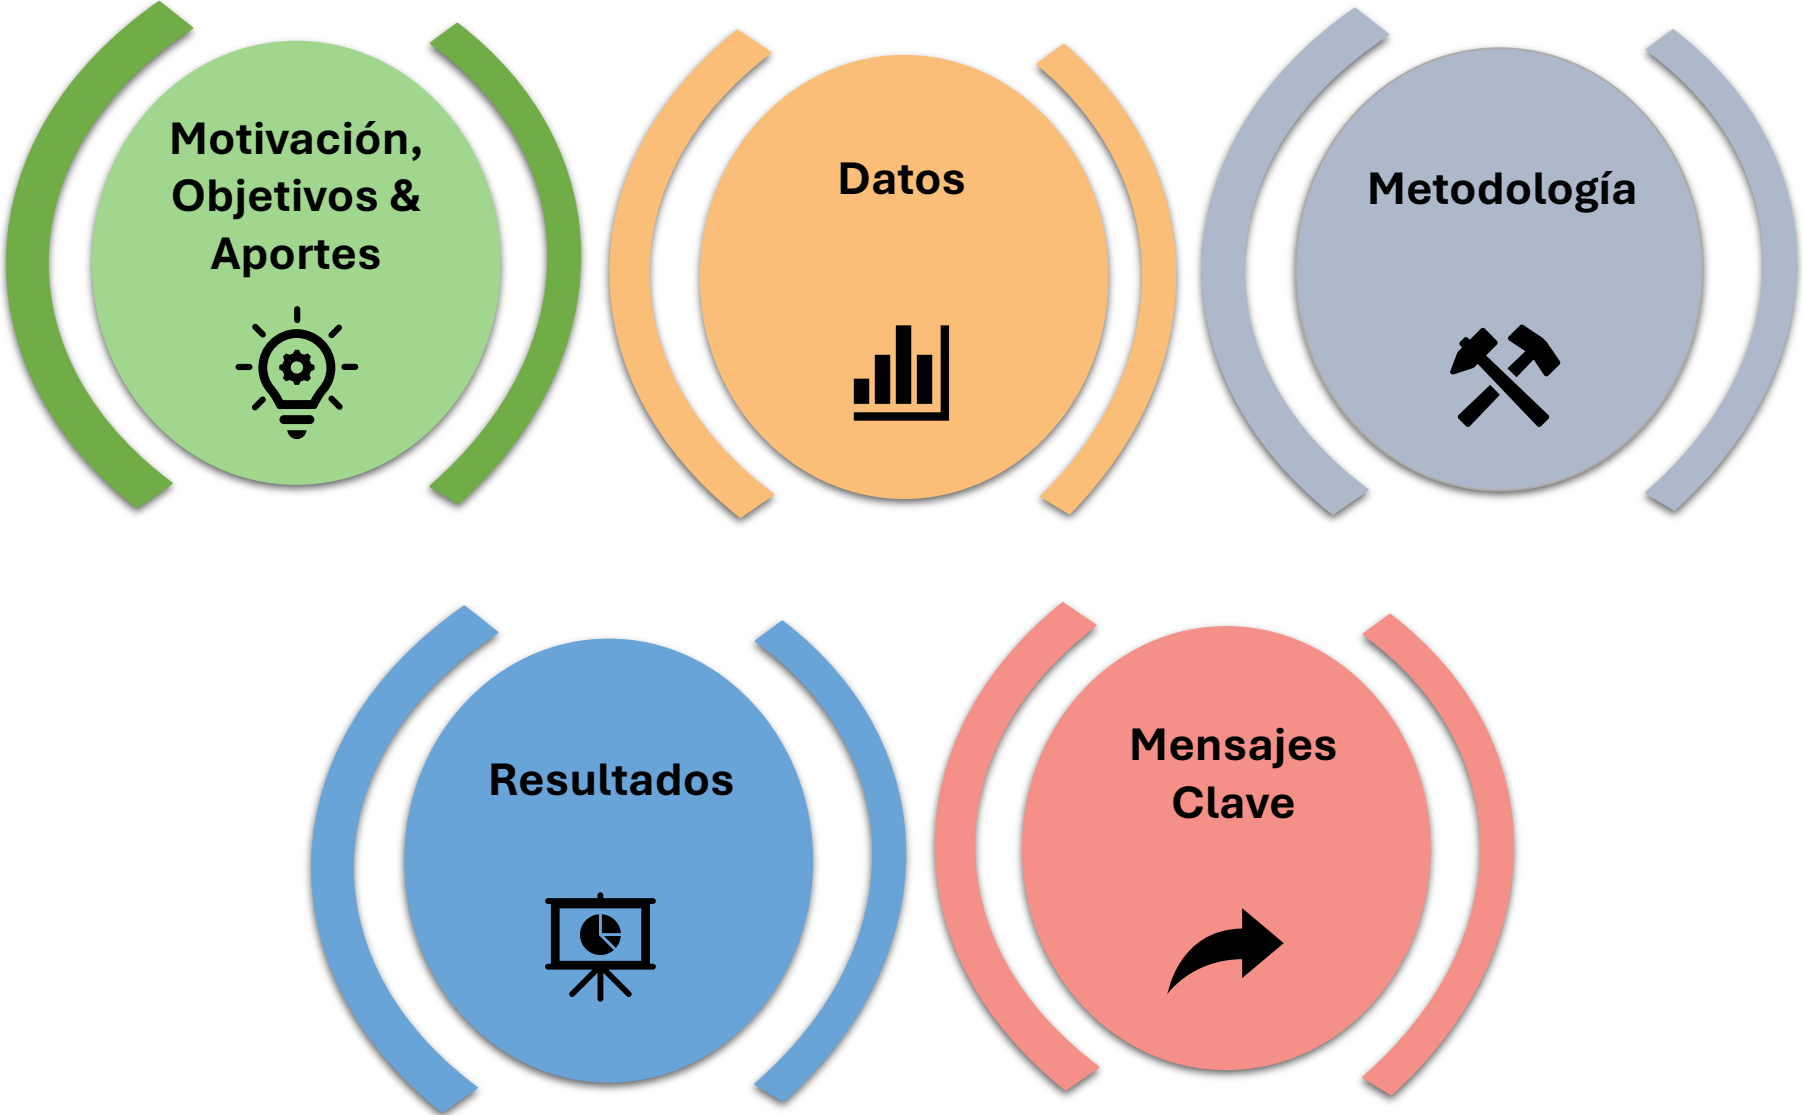 Motivación,
Objetivos &
Aportes
Datos
Metodología
Resultados
Mensajes
Clave